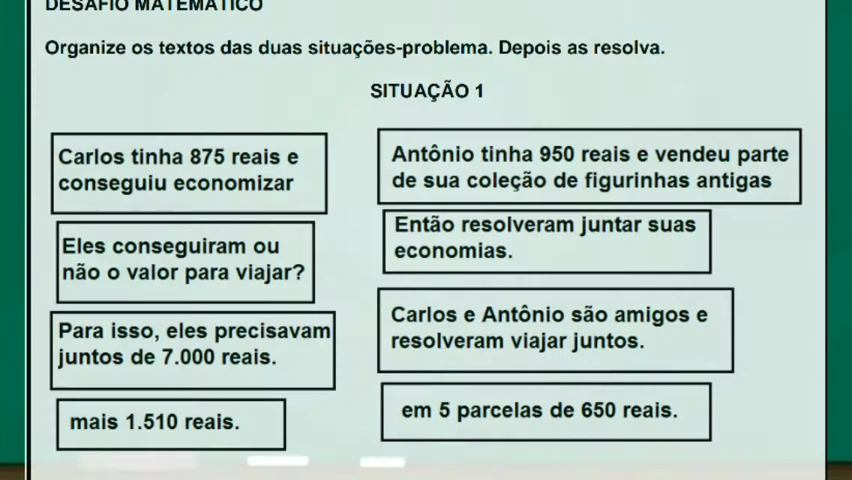 DESAFIO MATEMÁTICO
Organize os textos das duas situações-problema. Depois as resolva.
SITUAÇÃO 1
Carlos tinha 875 reais e
conseguiu economizar
Antônio tinha 950 reais e vendeu parte
de sua coleção de figurinhas antigas
Eles conseguiram ou
não o valor para viajar?
Então resolveram juntar suas
economias.
Para isso, eles precisavam
juntos de 7.000 reais.
Carlos e Antônio são amigos e
resolveram viajar juntos.
mais 1.510 reais.
em 5 parcelas de 650 reais.